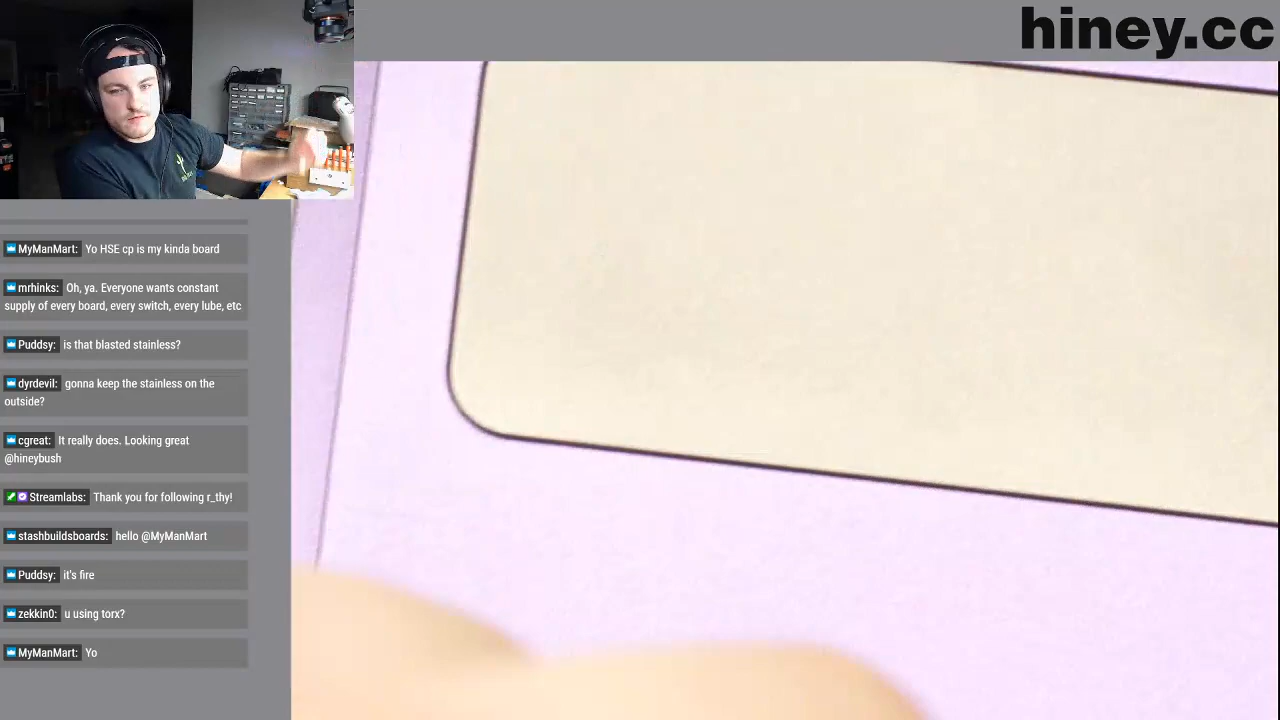 hiney.cc
MyManMart: Yo HSE cp is my kinda board
mrhinks: Oh, ya. Everyone wants constant
supply of every board, every switch, every lube, etc
Puddsy: is that blasted stainless?
dyrdevil: gonna keep the stainless on the
outside?
cgreat: It really does. Looking great
@hineybush
Streamlabs: Thank you for following r_thy!
stashbuildsboards: hello @MyManMart
Puddsy: it's fire
zekkin0: u using torx?
MyManMart: Yo